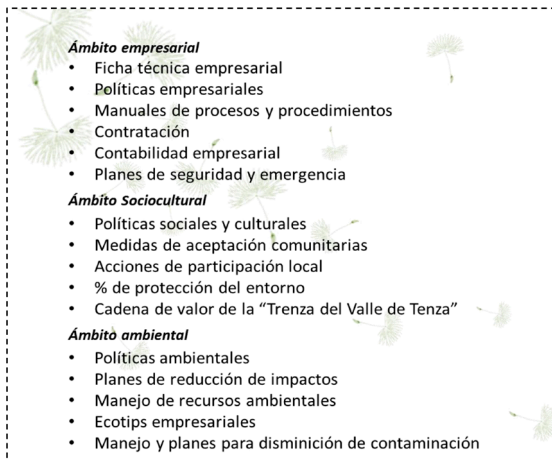 Ámbito empresarial
• Ficha técnica empresarial
• Políticas empresariales
• Manuales de procesos y procedimientos
• Contratación
• Contabilidad empresarial
• Planes de seguridad y emergencia
Ámbito Sociocultural
• Políticas sociales y culturales
• Medidas de aceptación comunitarias
• Acciones de participación local
• % de protección del entorno
• Cadena de valor de la “Trenza del Valle de Tenza”
Ámbito ambiental
• Políticas ambientales
• Planes de reducción de impactos
• Manejo de recursos ambientales
• Ecotips empresariales
• Manejo y planes para disminición de contaminación